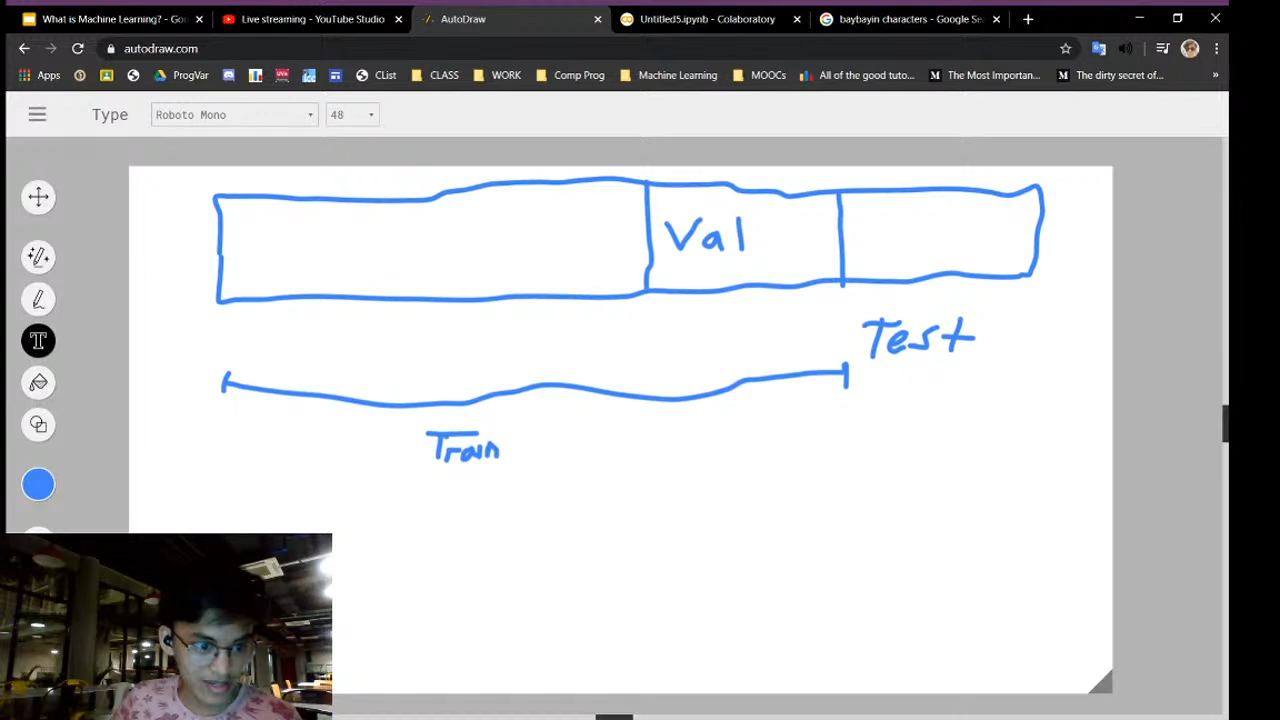 What is Machine Learning? - Goo
Live streaming - YouTube Studio
AutoDraw
Untitled5.ipynb - Colaboratory
baybayin characters - Google Sea
autodraw.com
Apps
ProgVar
CList
CLASS
WORK
Comp Prog
Machine Learning
MOOCs
All of the good tuto...
The Most Importan...
The dirty secret of...
Type
Roboto Mono
48
Val
Test
Train